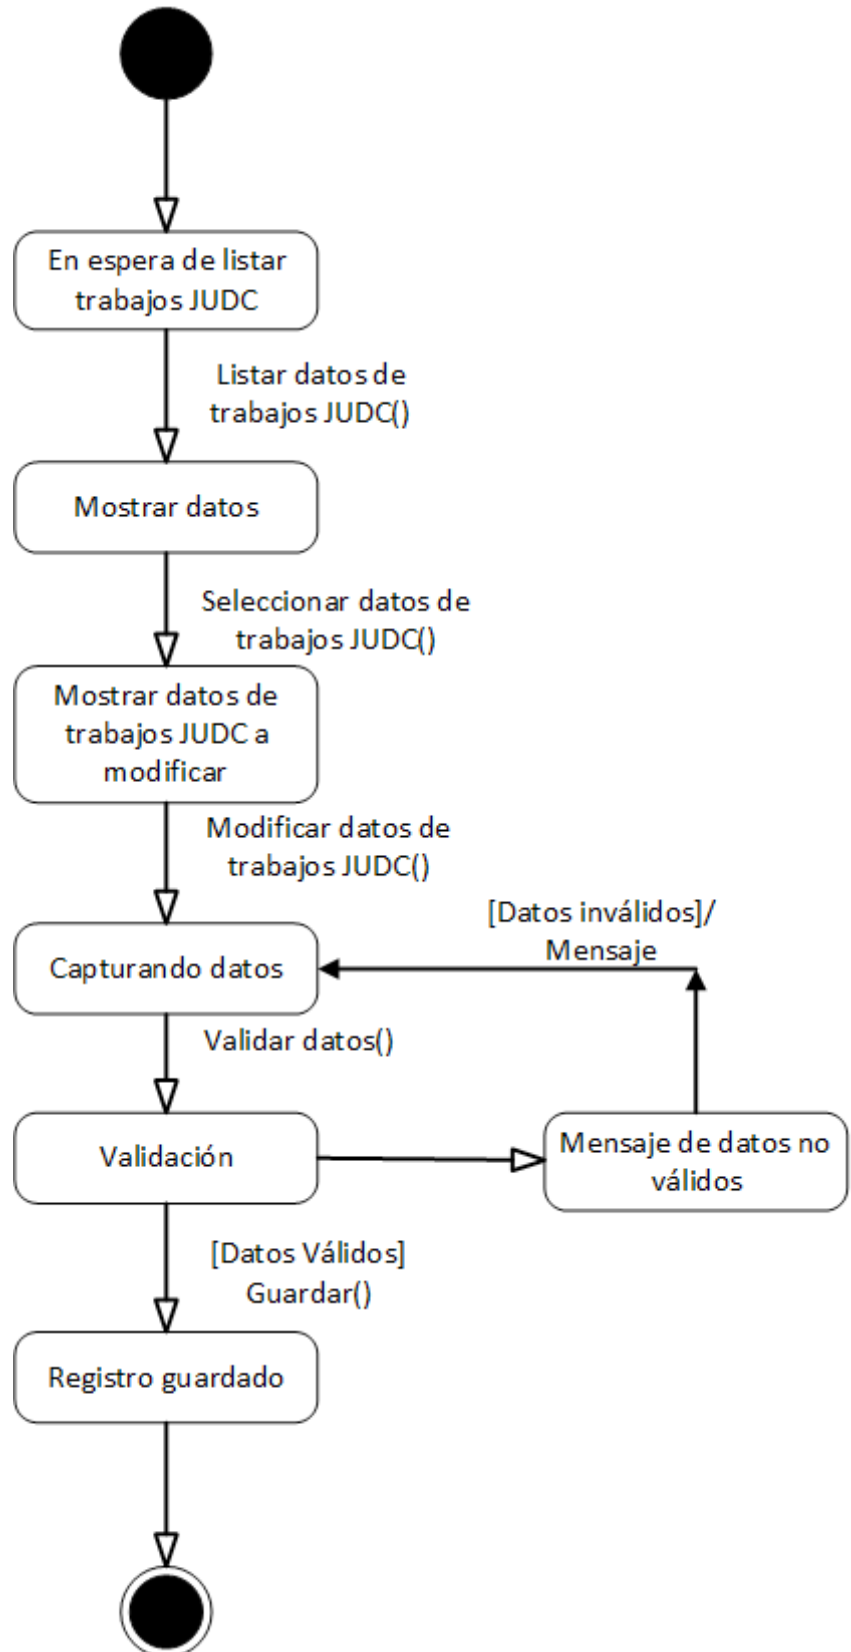 En espera de listar
trabajos JUDC
Listar datos de
trabajos JUDC()
Mostrar datos
Seleccionar datos de
trabajos JUDC()
Mostrar datos de
trabajos JUDC a
modificar
Modificar datos de
trabajos JUDC()
[Datos inválidos]/
Mensaje
Capturando datos
Validar datos()
Validación
Mensaje de datos no
válidos
[Datos Válidos]
Guardar()
Registro guardado